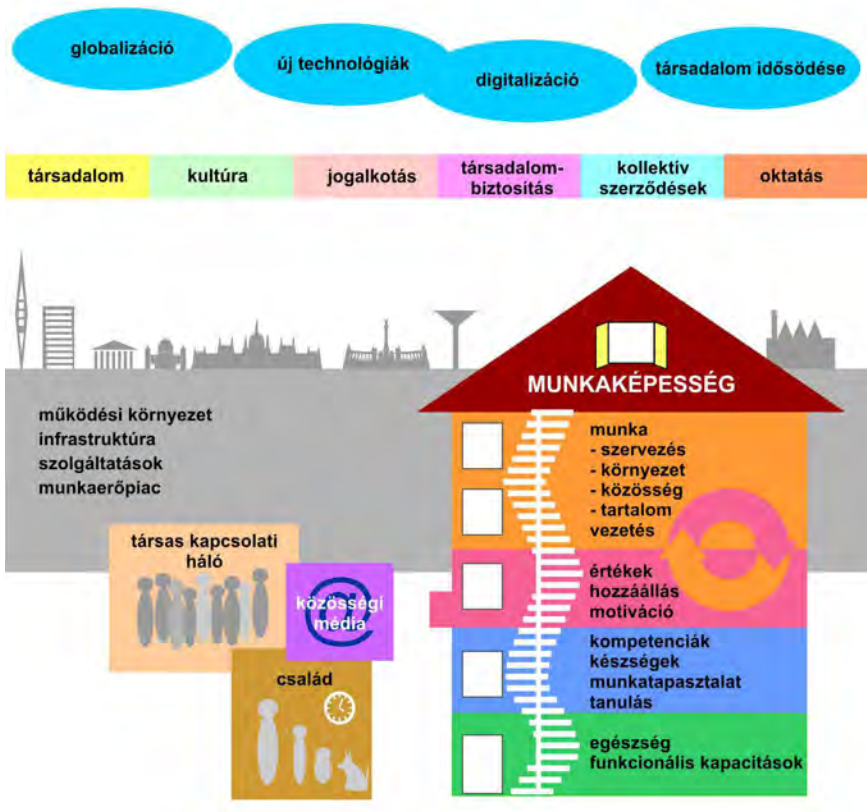 globalizáció
új technológiák
digitalizáció
társadalom idősödése
társadalom
kultúra
jogalkotás
társadalom-
biztosítás
kollektív
szerződések
oktatás
MUNKAKÉPESSÉG
működési környezet
infrastruktúra
szolgáltatások
munkaerőpiac
munka
- szervezés
- környezet
- közösség
- tartalom
vezetés
társas kapcsolati
háló
@
közösségi
média
értékek
hozzáállás
motiváció
család
kompetenciák
készségek
munkatapasztalat
tanulás
egészség
funkcionális kapacitások